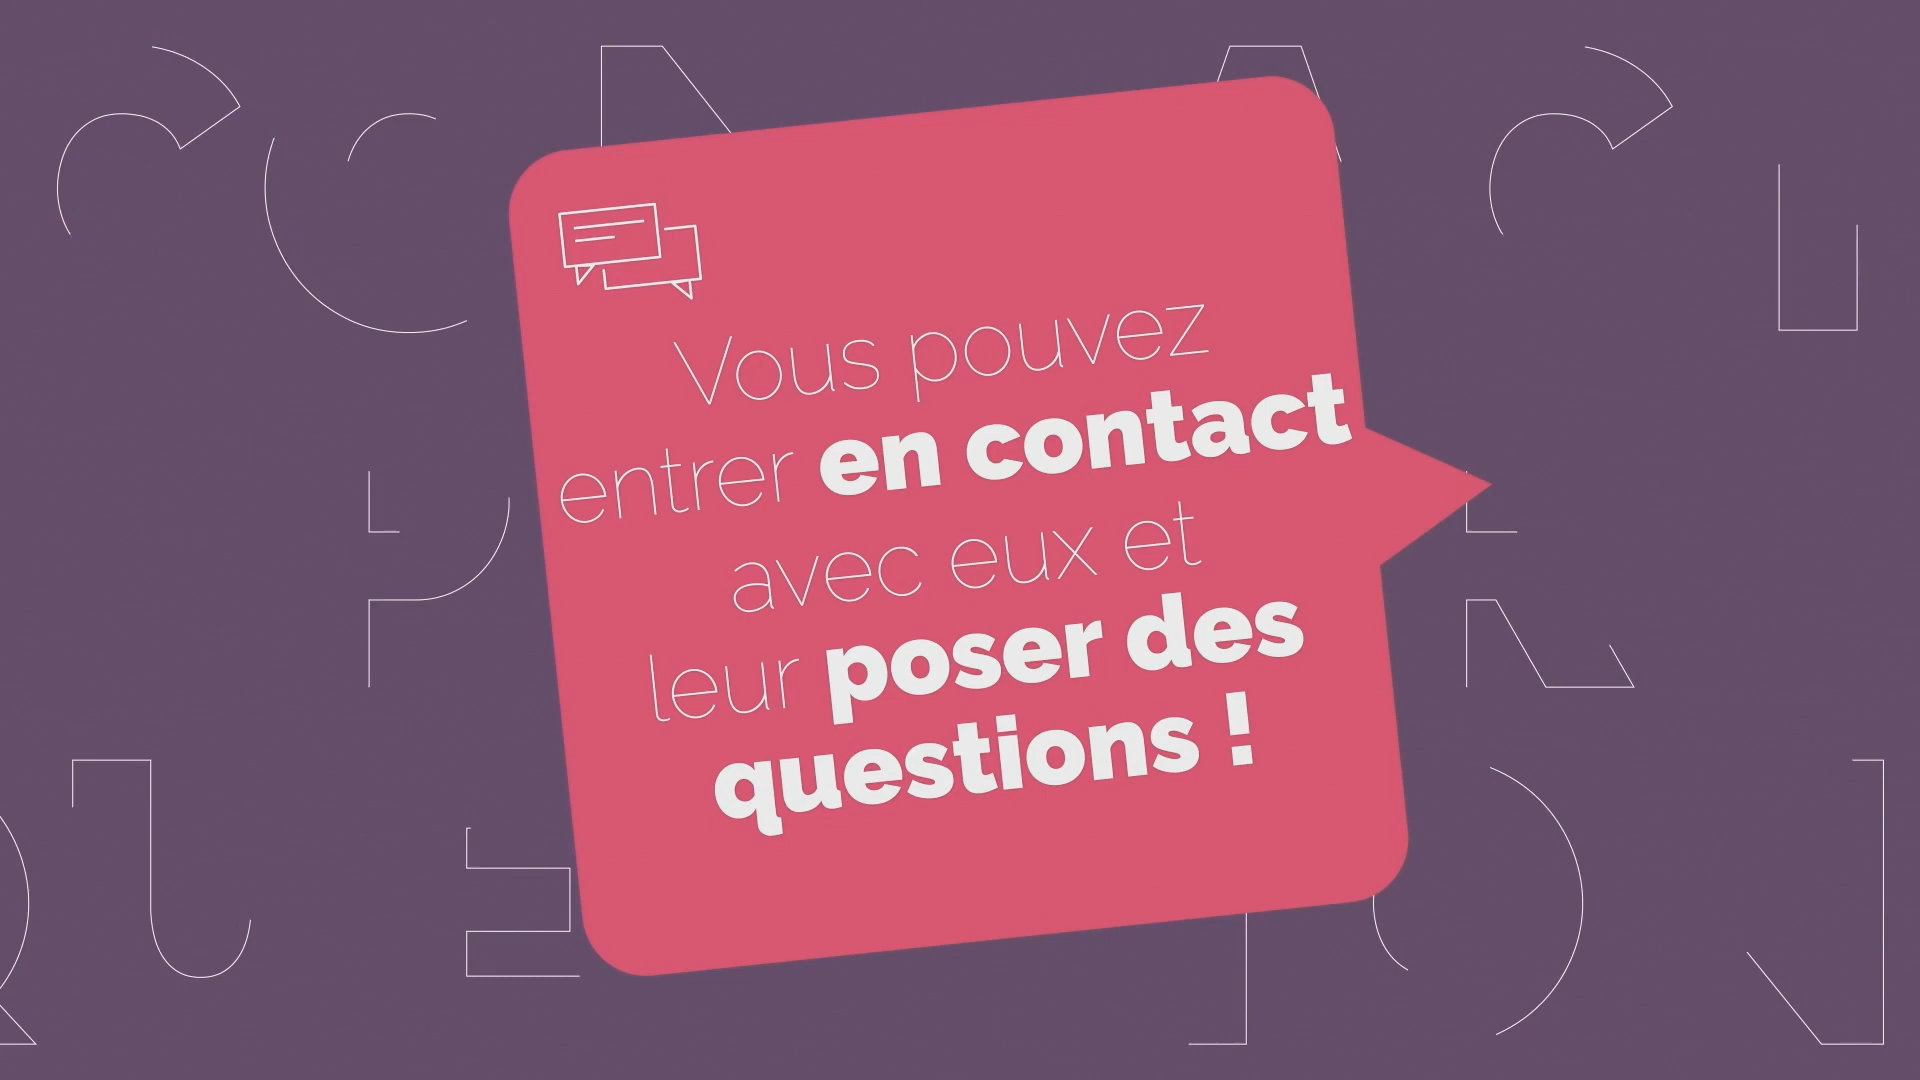 Vous pouvez
entrer en contact
avec eux et
leur poser des
questions !